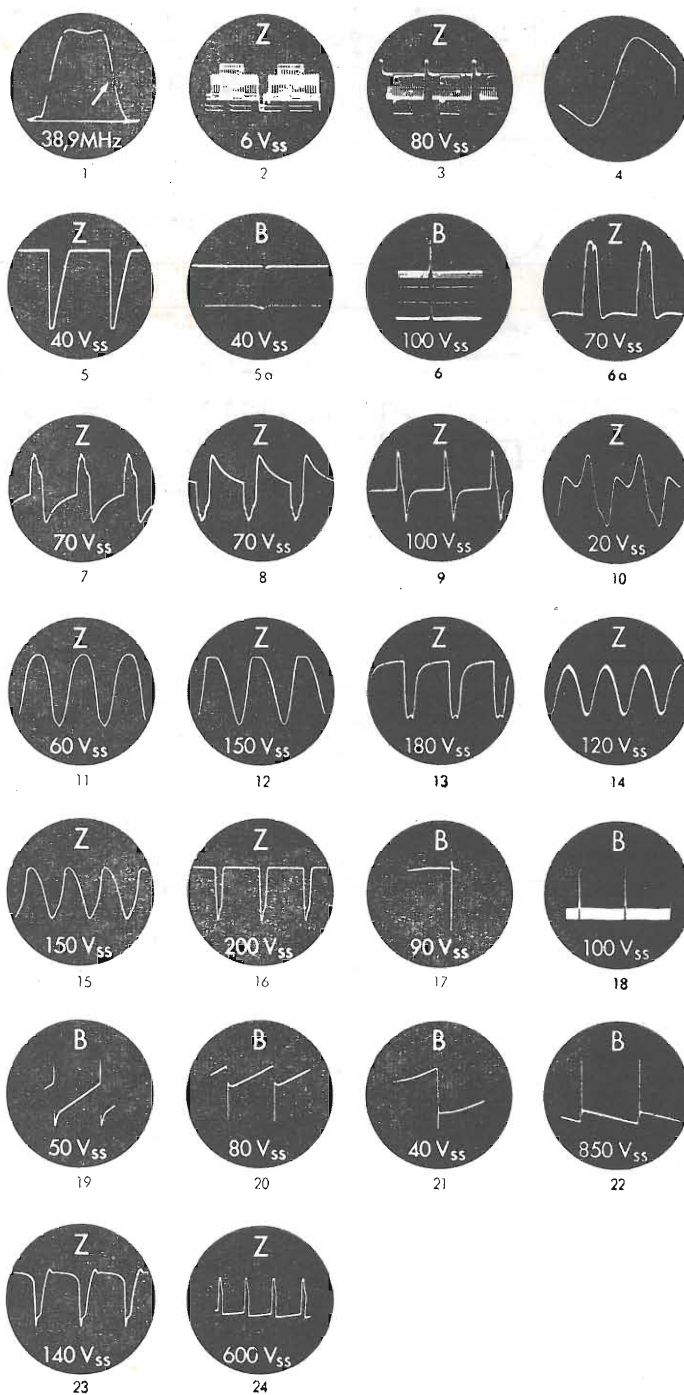 38,9MHz
1
Z
6 Vss
2
Z
80 Vss
3
4
Z
40 Vss
5
B
40 Vss
5a
B
100 Vss
6
Z
70 Vss
6a
Z
70 Vss
7
Z
70 Vss
8
Z
100 Vss
9
Z
20 Vss
10
Z
60 Vss
11
Z
150 Vss
12
Z
180 Vss
13
Z
120 Vss
14
Z
150 Vss
15
Z
200 Vss
16
B
90 Vss
17
B
100 Vss
18
B
50 Vss
19
B
80 Vss
20
B
40 Vss
21
B
850 Vss
22
Z
140 Vss
23
Z
600 Vss
24